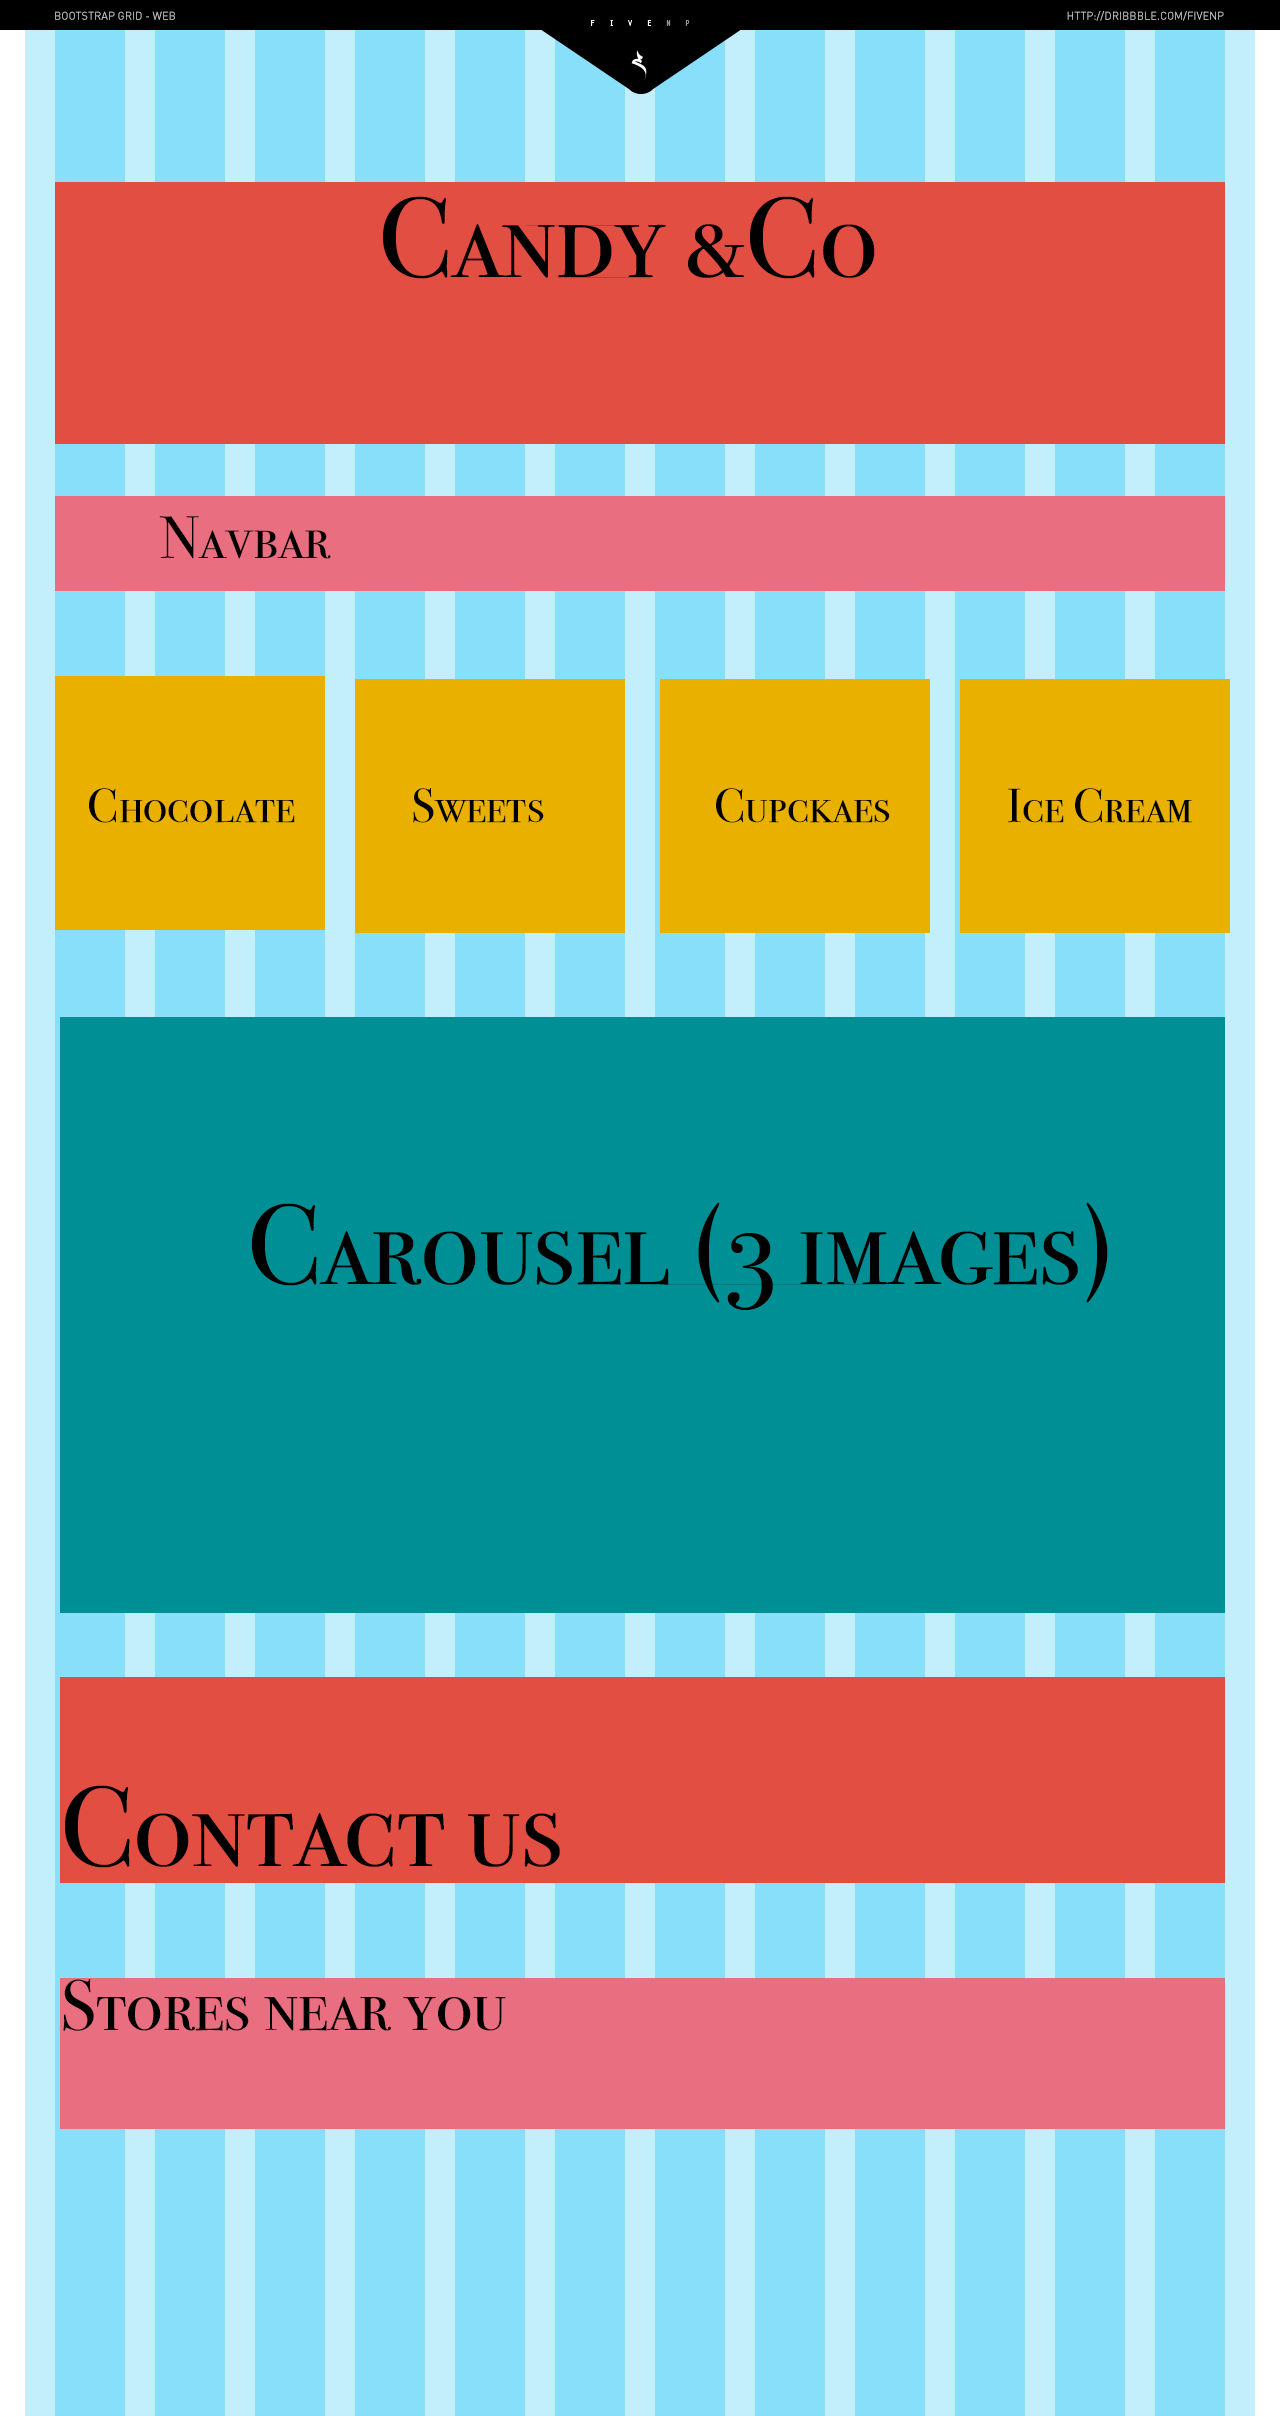 BOOTSTRAP GRID - WEB
FIVENP
HTTP://DRIBBBLE.COM/FIVENP
Candy &Co
Navbar
Chocolate
Sweets
Cupckaes
Ice Cream
Carousel (3 images)
Contact us
Stores near you